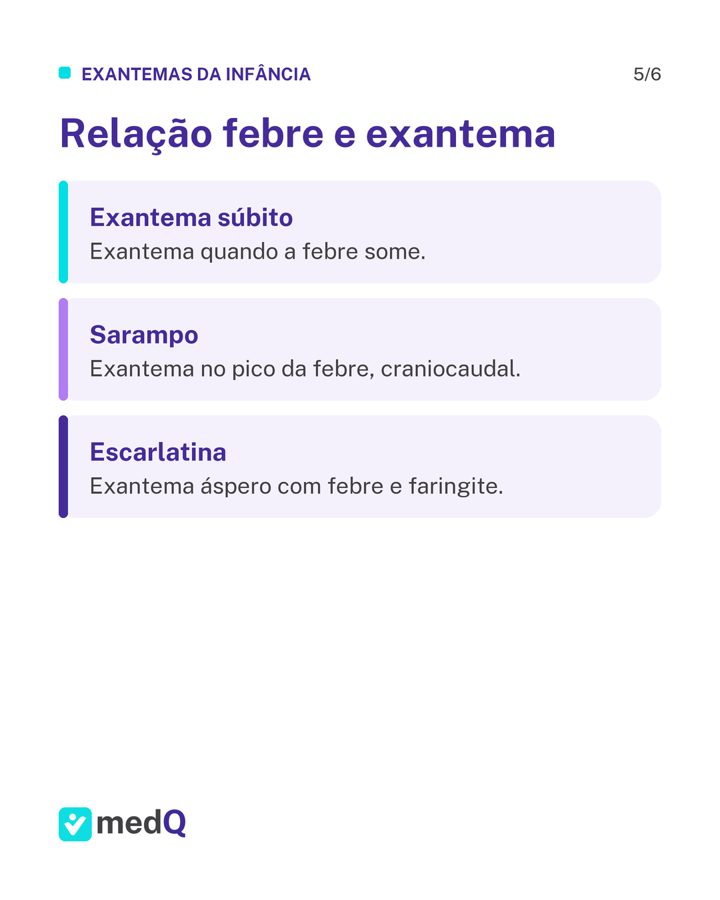 EXANTEMAS DA INFÂNCIA
5/6
Relação febre e exantema
Exantema súbito
Exantema quando a febre some.
Sarampo
Exantema no pico da febre, craniocaudal.
Escarlatina
Exantema áspero com febre e faringite.
medQ